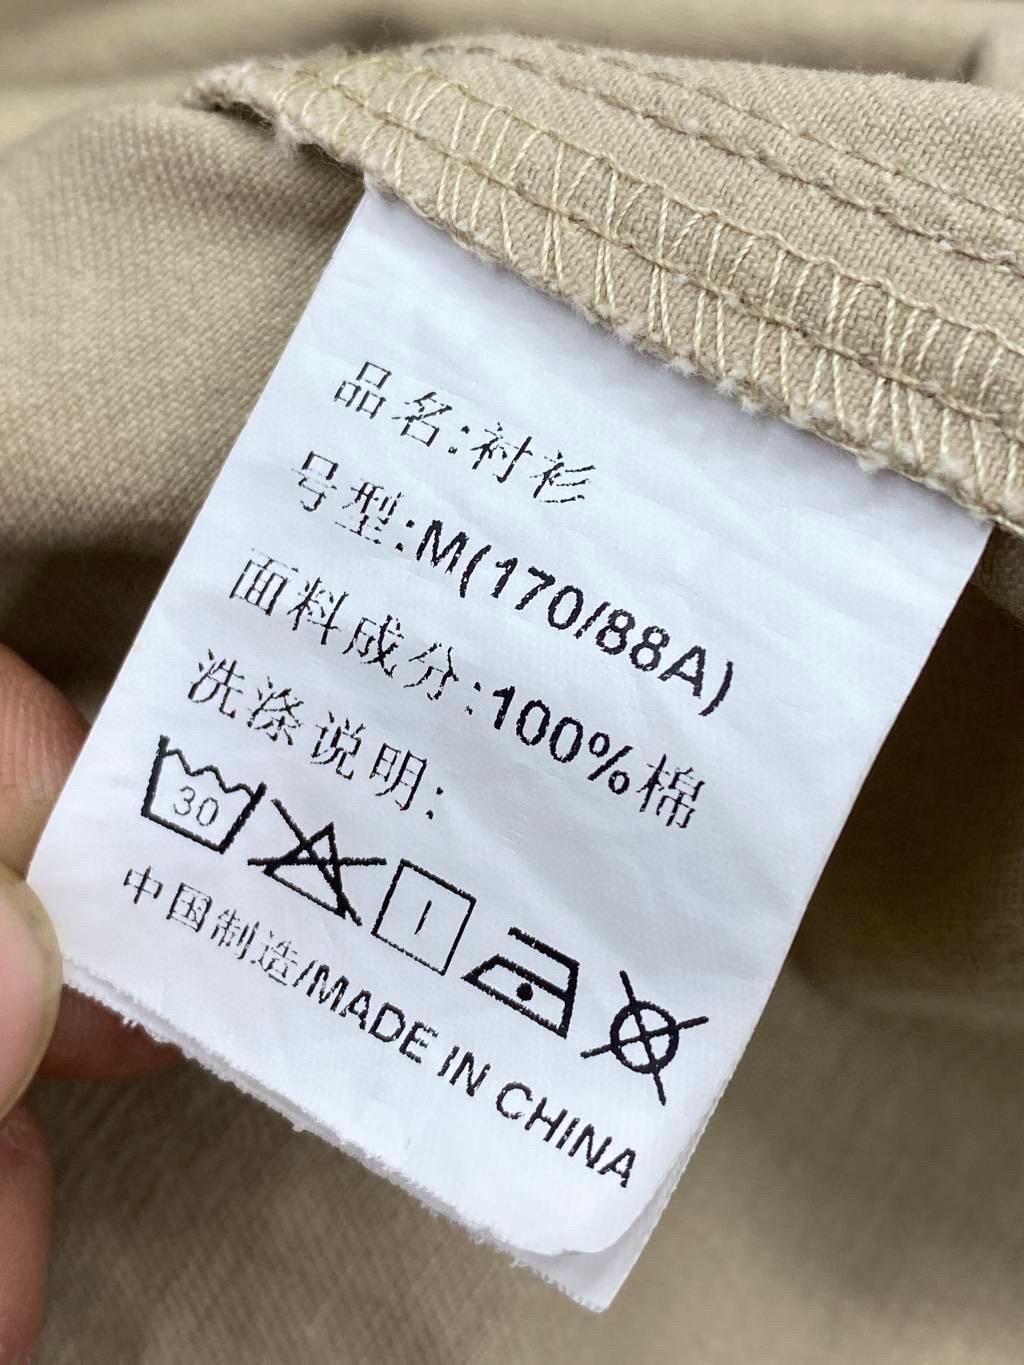 品名:衬衫
号型:M(170/88A)
面料成分:100%棉
洗涤说明:
30
中国制造/MADE IN CHINA